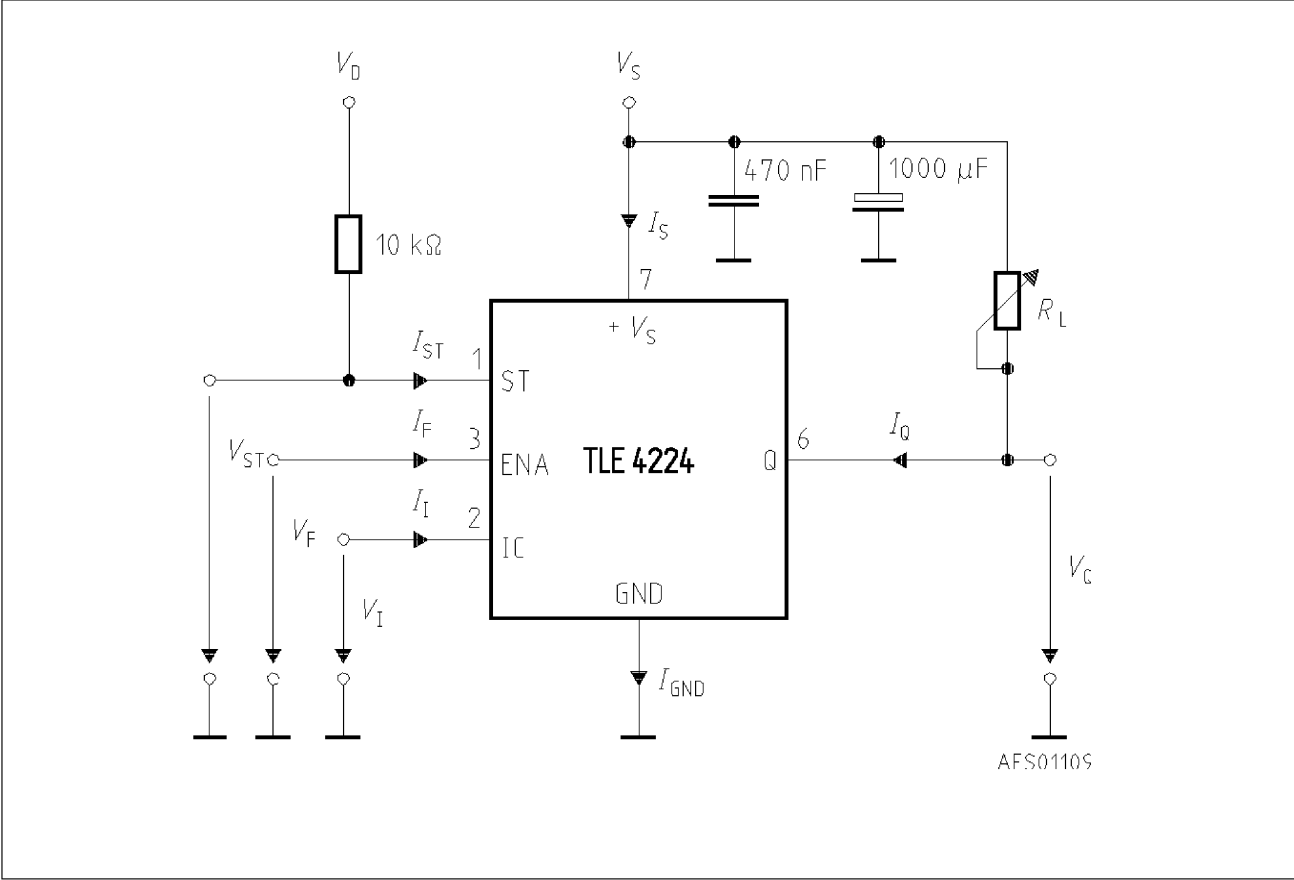 V_D
V_S
470 nF
1000 µF
10 kΩ
I_S
7
+ V_S
R_L
I_ST
1
ST
I_F
3
ENA
V_ST
TLE 4224
Q
6
I_Q
I_I
2
IC
V_F
V_I
GND
V_Q
I_GND
AES01109